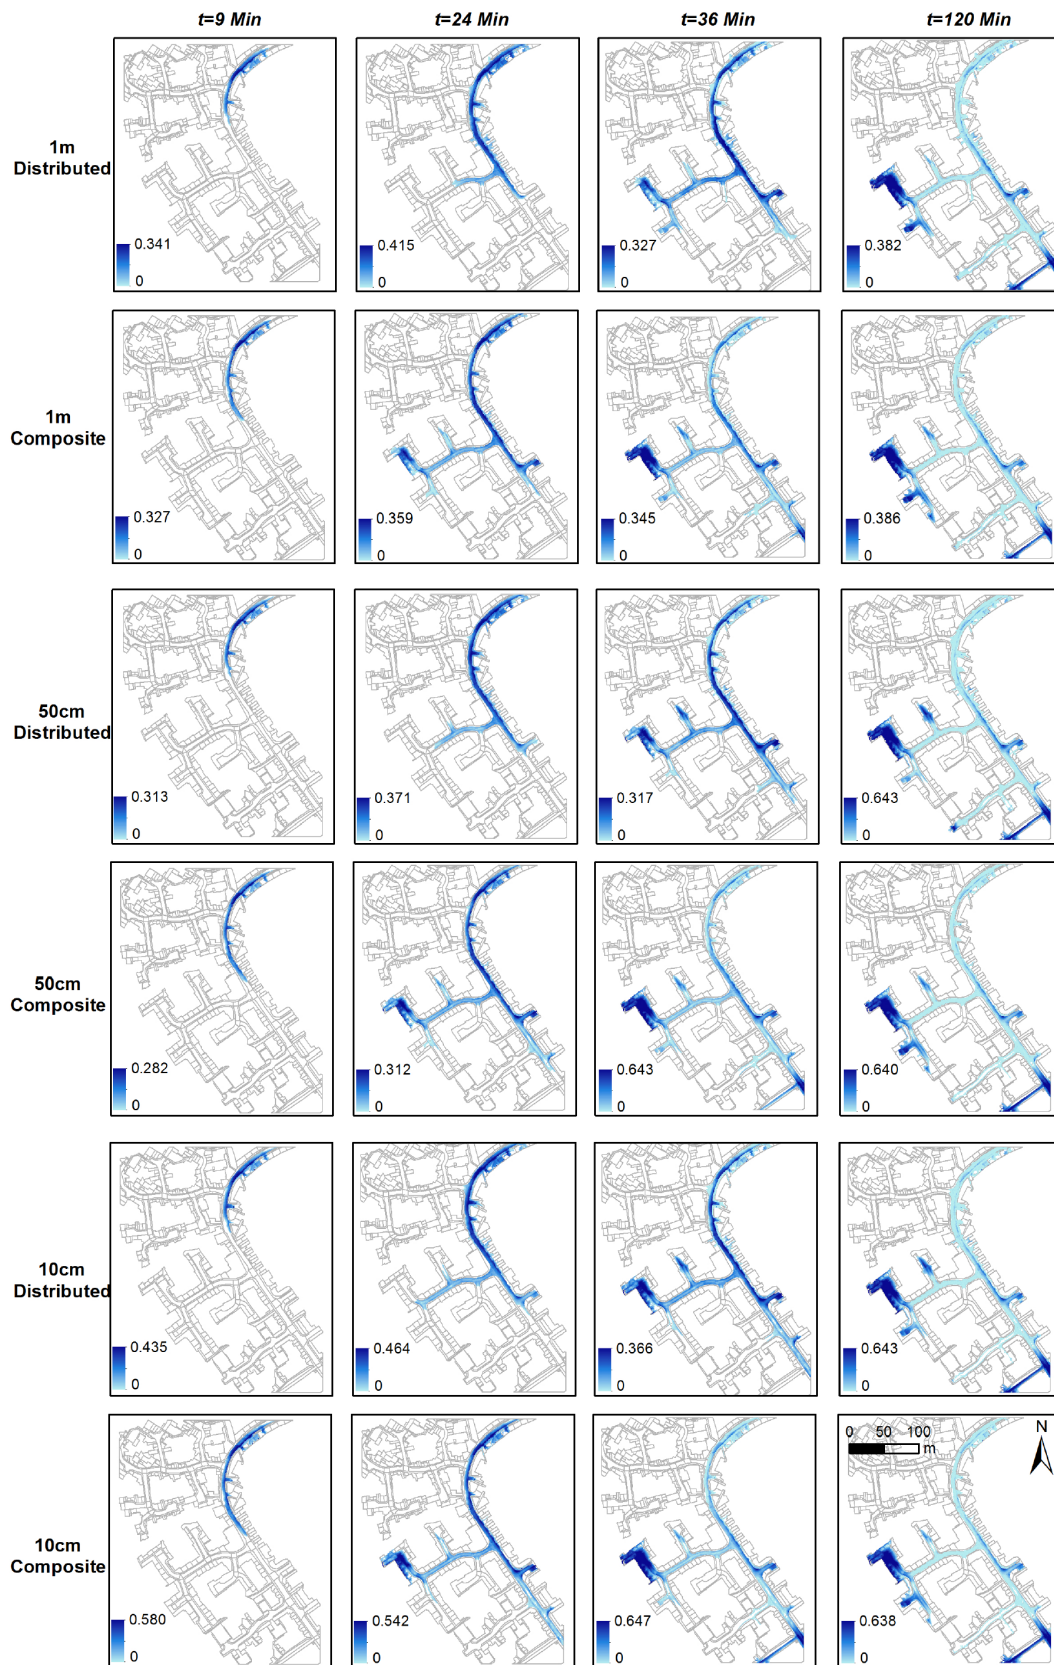 t=9 Min t=24 Min t=36 Min t=120 Min
1m
Distributed
0.341 0.415 0.327 0.382
0 0 0 0
1m
Composite
0.327 0.359 0.345 0.386
0 0 0 0
50cm
Distributed
0.313 0.371 0.317 0.643
0 0 0 0
50cm
Composite
0.282 0.312 0.643 0.640
0 0 0 0
10cm
Distributed
0.435 0.464 0.366 0.643
0 0 0 0
0 50 100 N
m
10cm
Composite
0.580 0.542 0.647 0.638
0 0 0 0